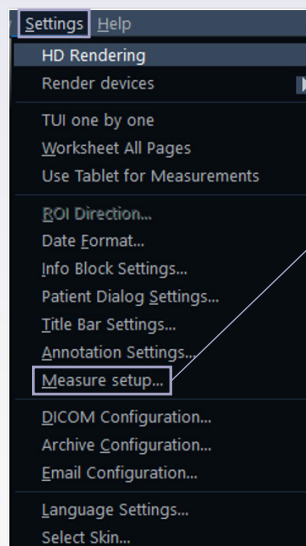 Settings Help
HD Rendering
Render devices
TUI one by one
Worksheet All Pages
Use Tablet for Measurements
ROI Direction...
Date Format...
Info Block Settings...
Patient Dialog Settings...
Title Bar Settings...
Annotation Settings...
Measure setup...
DICOM Configuration...
Archive Configuration...
Email Configuration...
Language Settings...
Select Skin...